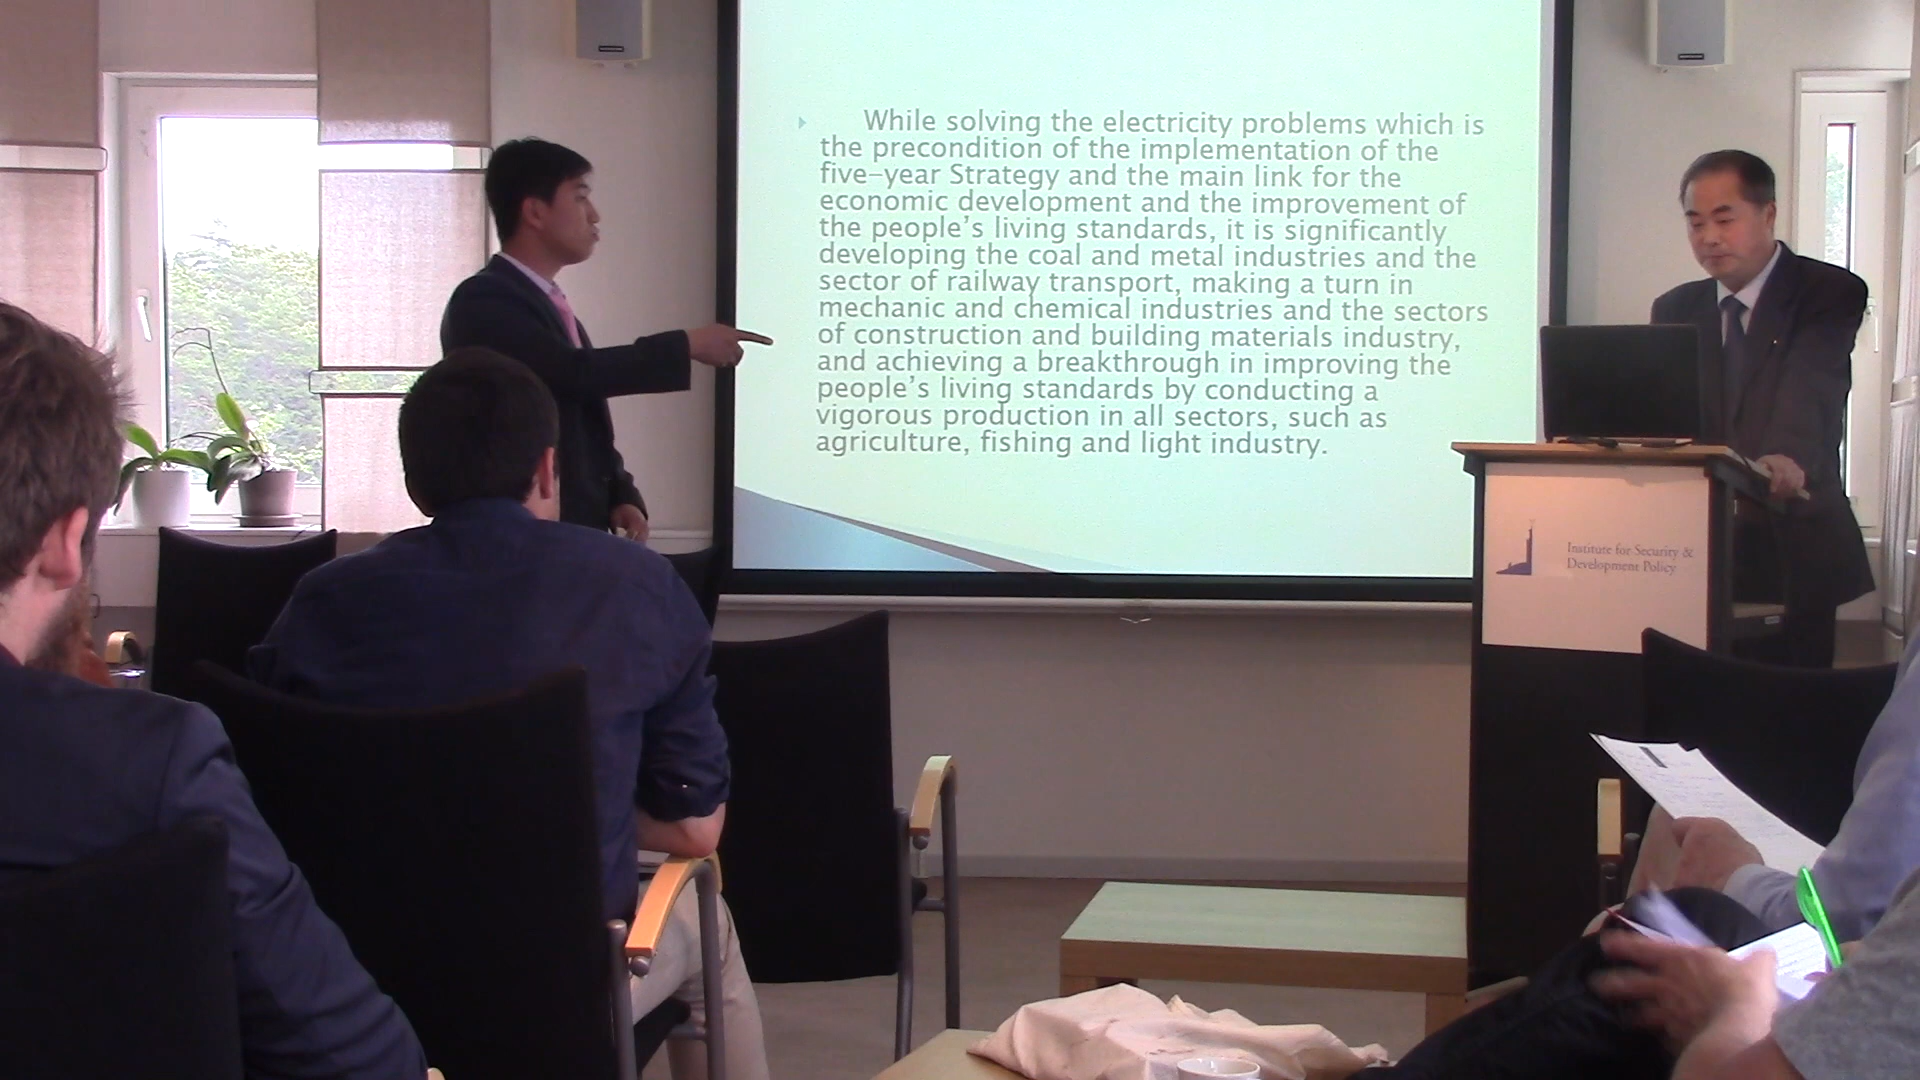 While solving the electricity problems which is
the precondition of the implementation of the
five-year Strategy and the main link for the
economic development and the improvement of
the people's living standards, it is significantly
developing the coal and metal industries and the
sector of railway transport, making a turn in
mechanic and chemical industries and the sectors
of construction and building materials industry,
and achieving a breakthrough in improving the
people's living standards by conducting a
vigorous production in all sectors, such as
agriculture, fishing and light industry.
Institute for Security &
Development Policy